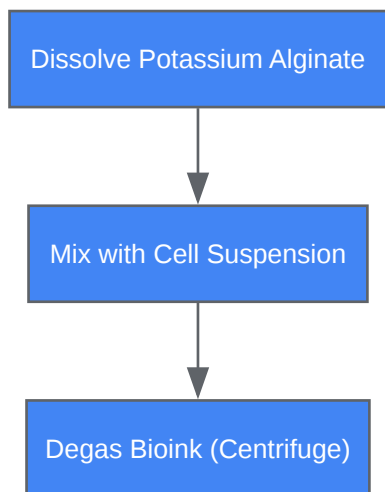 Dissolve Potassium Alginate
Mix with Cell Suspension
Degas Bioink (Centrifuge)